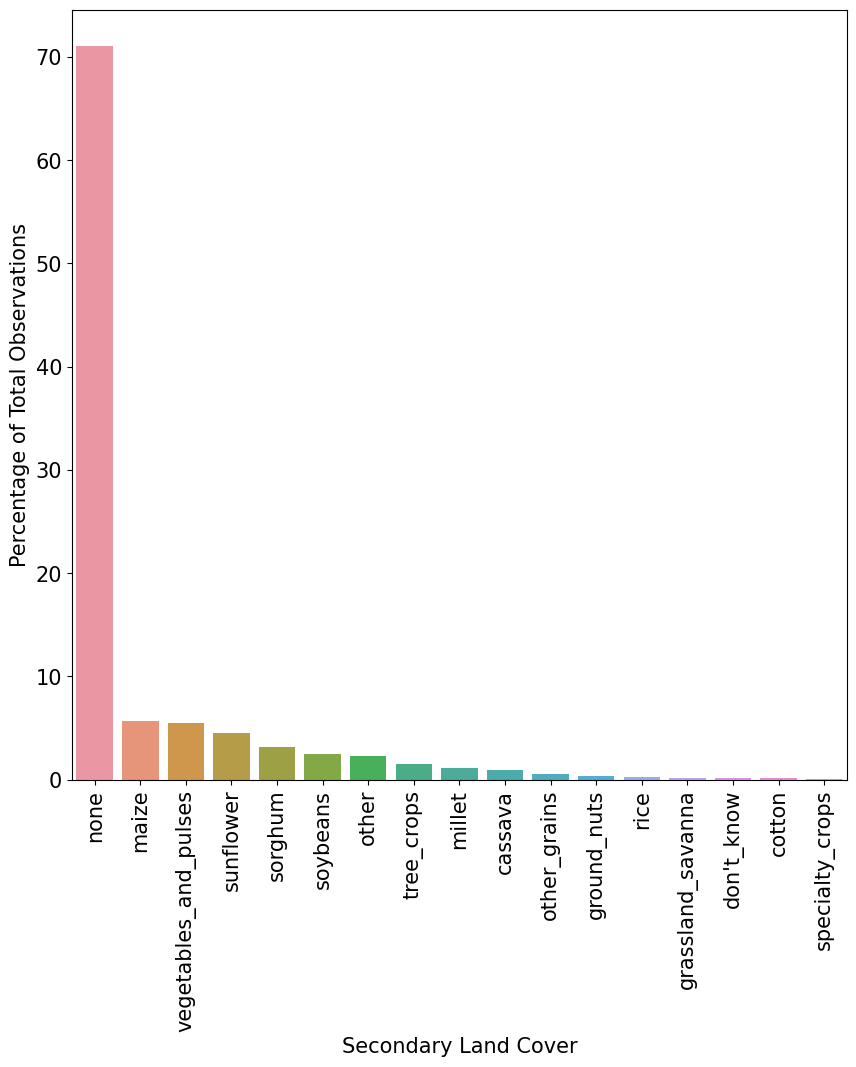 Percentage of Total Observations
70
60
50
40
30
20
10
0
none
maize
vegetables_and_pulses
sunflower
sorghum
soybeans
other
tree_crops
millet
cassava
other_grains
ground_nuts
rice
grassland_savanna
don't_know
cotton
specialty_crops
Secondary Land Cover